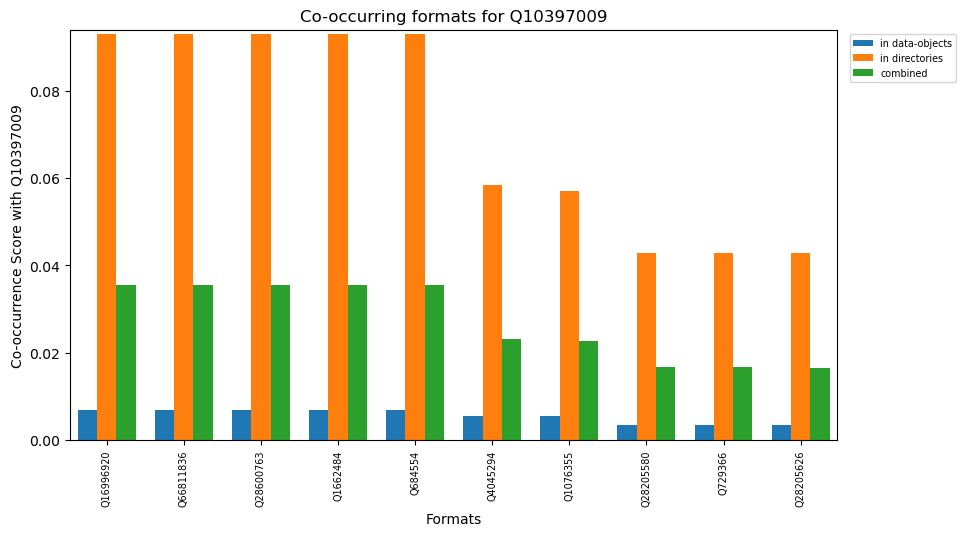 Co-occurring formats for Q10397009
in data-objects
in directories
combined
Co-occurrence Score with Q10397009
0.08
0.06
0.04
0.02
0.00
Q16996920
Q66811836
Q28600763
Q1662484
Q684554
Q4045294
Q1076355
Q28205580
Q729366
Q28205626
Formats